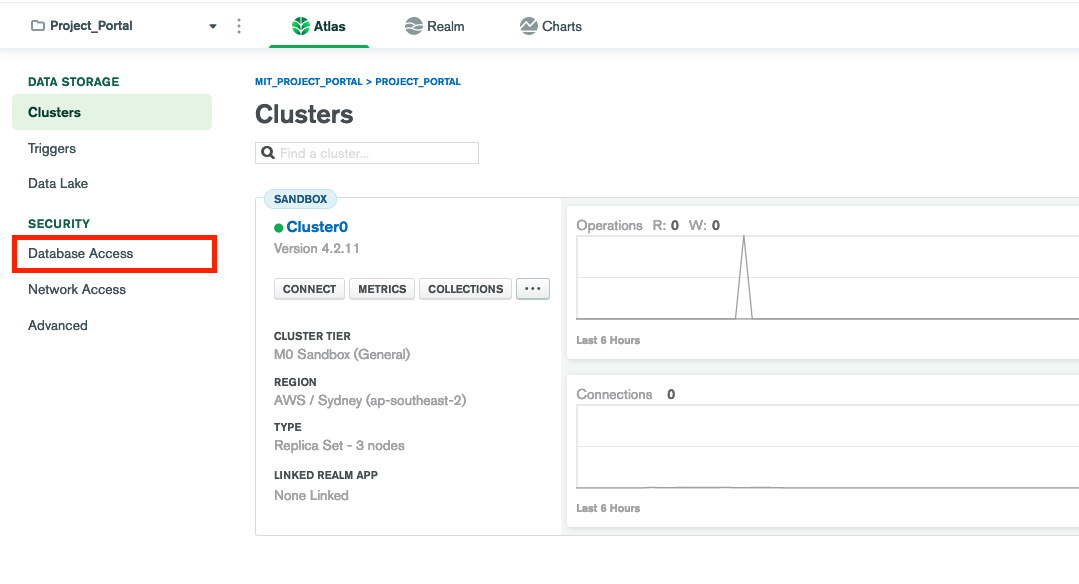 Project_Portal
Atlas
Realm
Charts
DATA STORAGE
Clusters
Triggers
Data Lake
SECURITY
Database Access
Network Access
Advanced
MIT_PROJECT_PORTAL > PROJECT_PORTAL
Clusters
Find a cluster...
SANDBOX
Cluster0
Version 4.2.11
CONNECT METRICS COLLECTIONS ...
CLUSTER TIER
M0 Sandbox (General)
REGION
AWS / Sydney (ap-southeast-2)
TYPE
Replica Set - 3 nodes
LINKED REALM APP
None Linked
Operations R: 0 W: 0
Last 6 Hours
Connections 0
Last 6 Hours